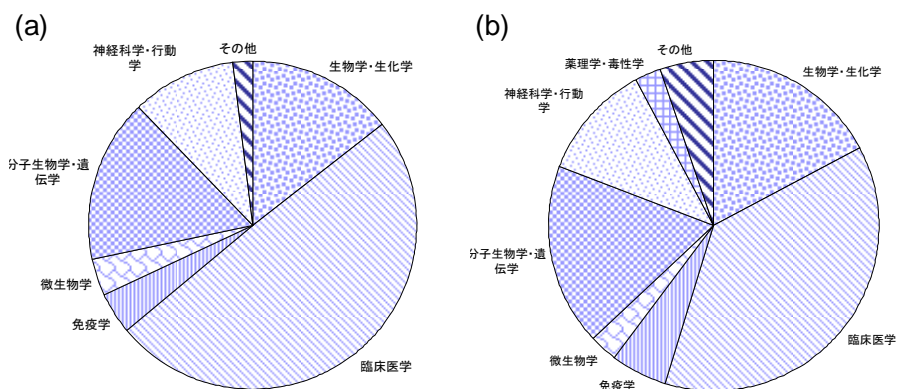 (a)
その他
神経科学・行動
学
生物学・生化学
分子生物学・遺
伝学
微生物学
免疫学
臨床医学
(b)
その他
薬理学・毒性学
生物学・生化学
神経科学・行動
学
分子生物学・遺
伝学
微生物学
免疫学
臨床医学